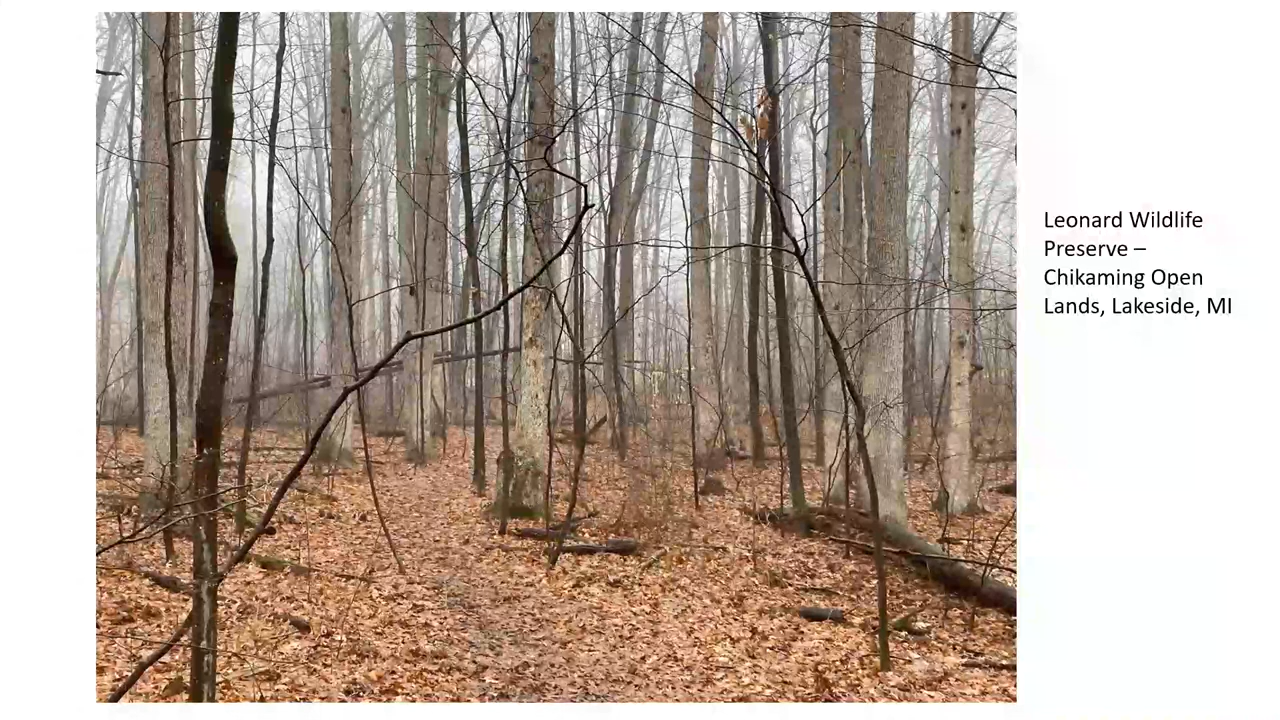 Leonard Wildlife
Preserve –
Chikaming Open
Lands, Lakeside, MI